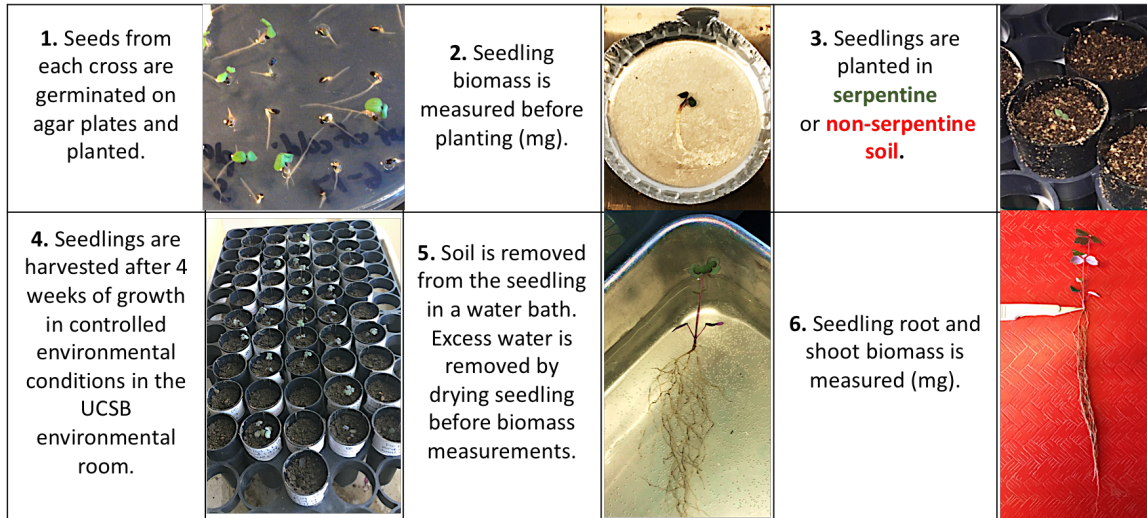 1. Seeds from
each cross are
germinated on
agar plates and
planted.
2. Seedling
biomass is
measured before
planting (mg).
3. Seedlings are
planted in
serpentine
or non-serpentine
soil.
4. Seedlings are
harvested after 4
weeks of growth
in controlled
environmental
conditions in the
UCSB
environmental
room.
5. Soil is removed
from the seedling
in a water bath.
Excess water is
removed by
drying seedling
before biomass
measurements.
6. Seedling root and
shoot biomass is
measured (mg).